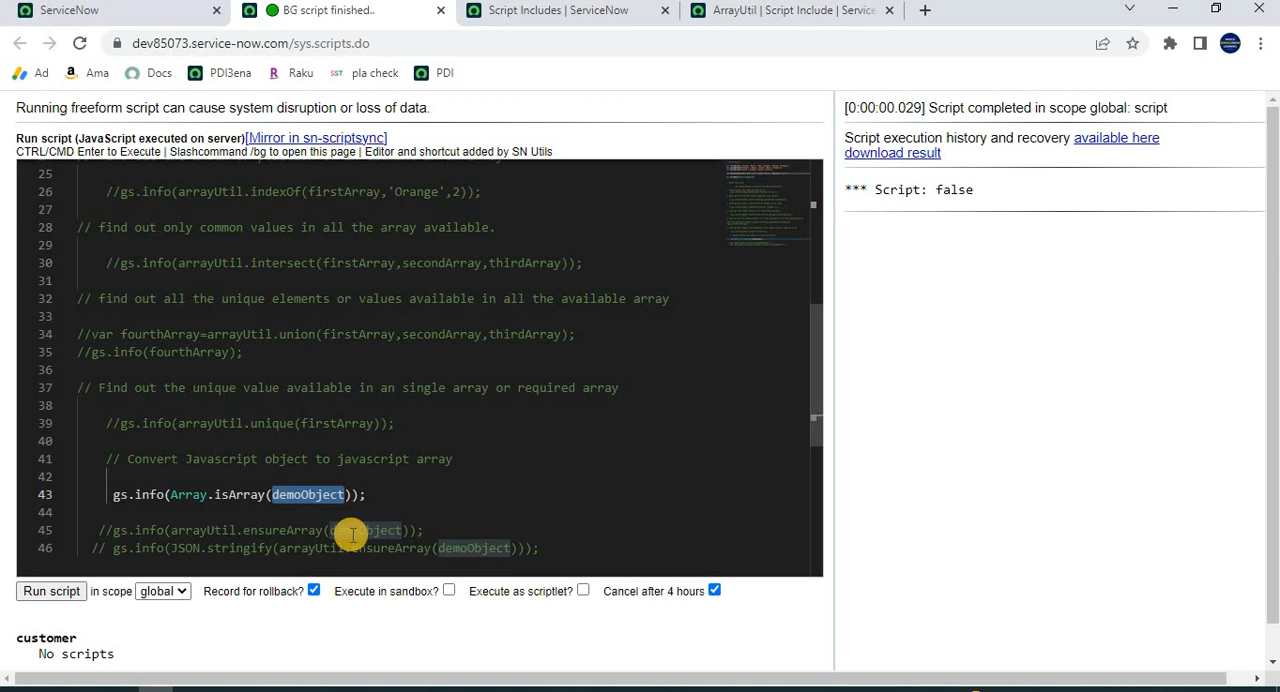 ServiceNow
BG script finished..
Script Includes | ServiceNow
ArrayUtil | Script Include | Service
dev85073.service-now.com/sys.scripts.do
Ad
Ama
Docs
PDI3ena
Raku
SST
pla check
PDI
Running freeform script can cause system disruption or loss of data.
Run script (JavaScript executed on server)[Mirror in sn-scriptsync]
CTRL/CMD Enter to Execute | Slashcommand /bg to open this page | Editor and shortcut added by SN Utils
//gs.info(arrayUtil.indexOf(firstArray,'Orange',2));
27
only common values from the array available.
29
30 //gs.info(arrayUtil.intersect(firstArray,secondArray,thirdArray));
31
32 // find out all the unique elements or values available in all the available array
33
34 //var fourthArray=arrayUtil.union(firstArray,secondArray,thirdArray);
35 //gs.info(fourthArray);
36
37 // Find out the unique value available in an single array or required array
38
39 //gs.info(arrayUtil.unique(firstArray));
40
41 // Convert Javascript object to javascript array
42
43 gs.info(Array.isArray(demoObject));
44
45 //gs.info(arrayUtil.ensureArray(demoObject));
46 // gs.info(JSON.stringify(arrayUtil.ensureArray(demoObject)));
Run script in scope global Record for rollback? Execute in sandbox? Execute as scriptlet? Cancel after 4 hours
customer
No scripts
[0:00:00.029] Script completed in scope global: script
Script execution history and recovery available here
download result
*** Script: false